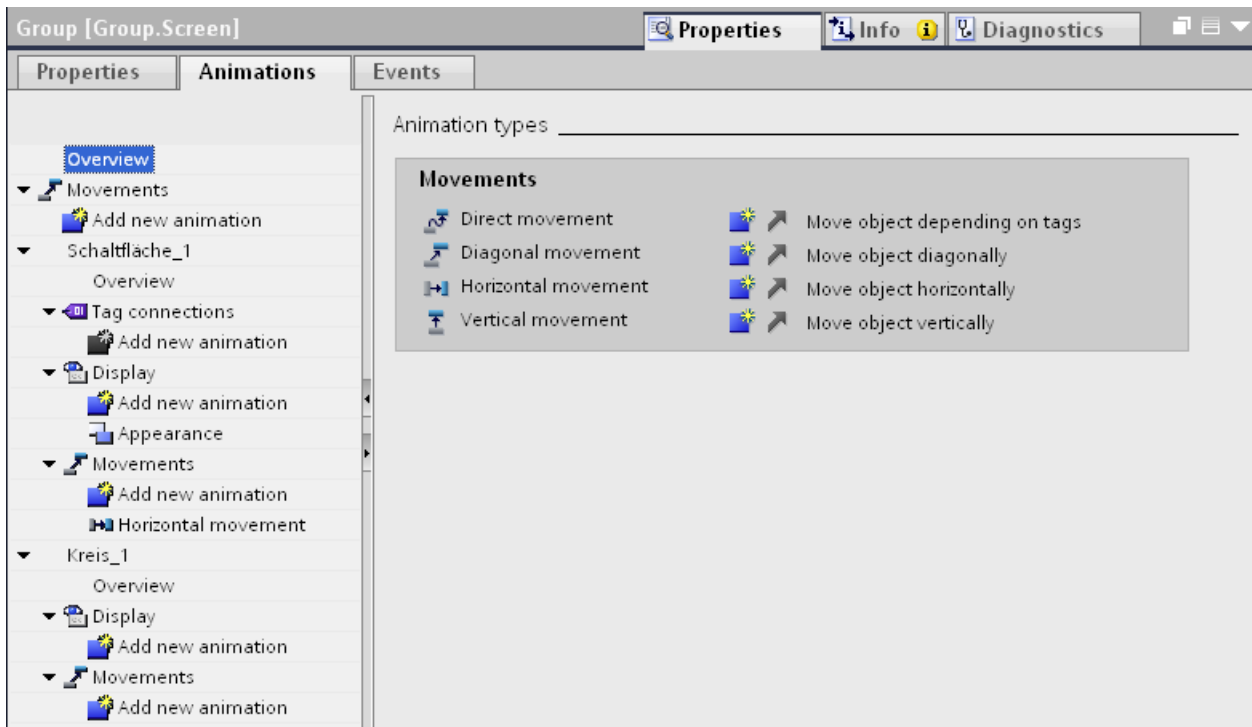 Group [Group.Screen]
Properties
Info
Diagnostics
Properties
Animations
Events
Overview
Movements
Add new animation
Schaltfläche_1
Overview
Tag connections
Add new animation
Display
Add new animation
Appearance
Movements
Add new animation
Horizontal movement
Kreis_1
Overview
Display
Add new animation
Movements
Add new animation
Animation types
Movements
Direct movement Move object depending on tags
Diagonal movement Move object diagonally
Horizontal movement Move object horizontally
Vertical movement Move object vertically